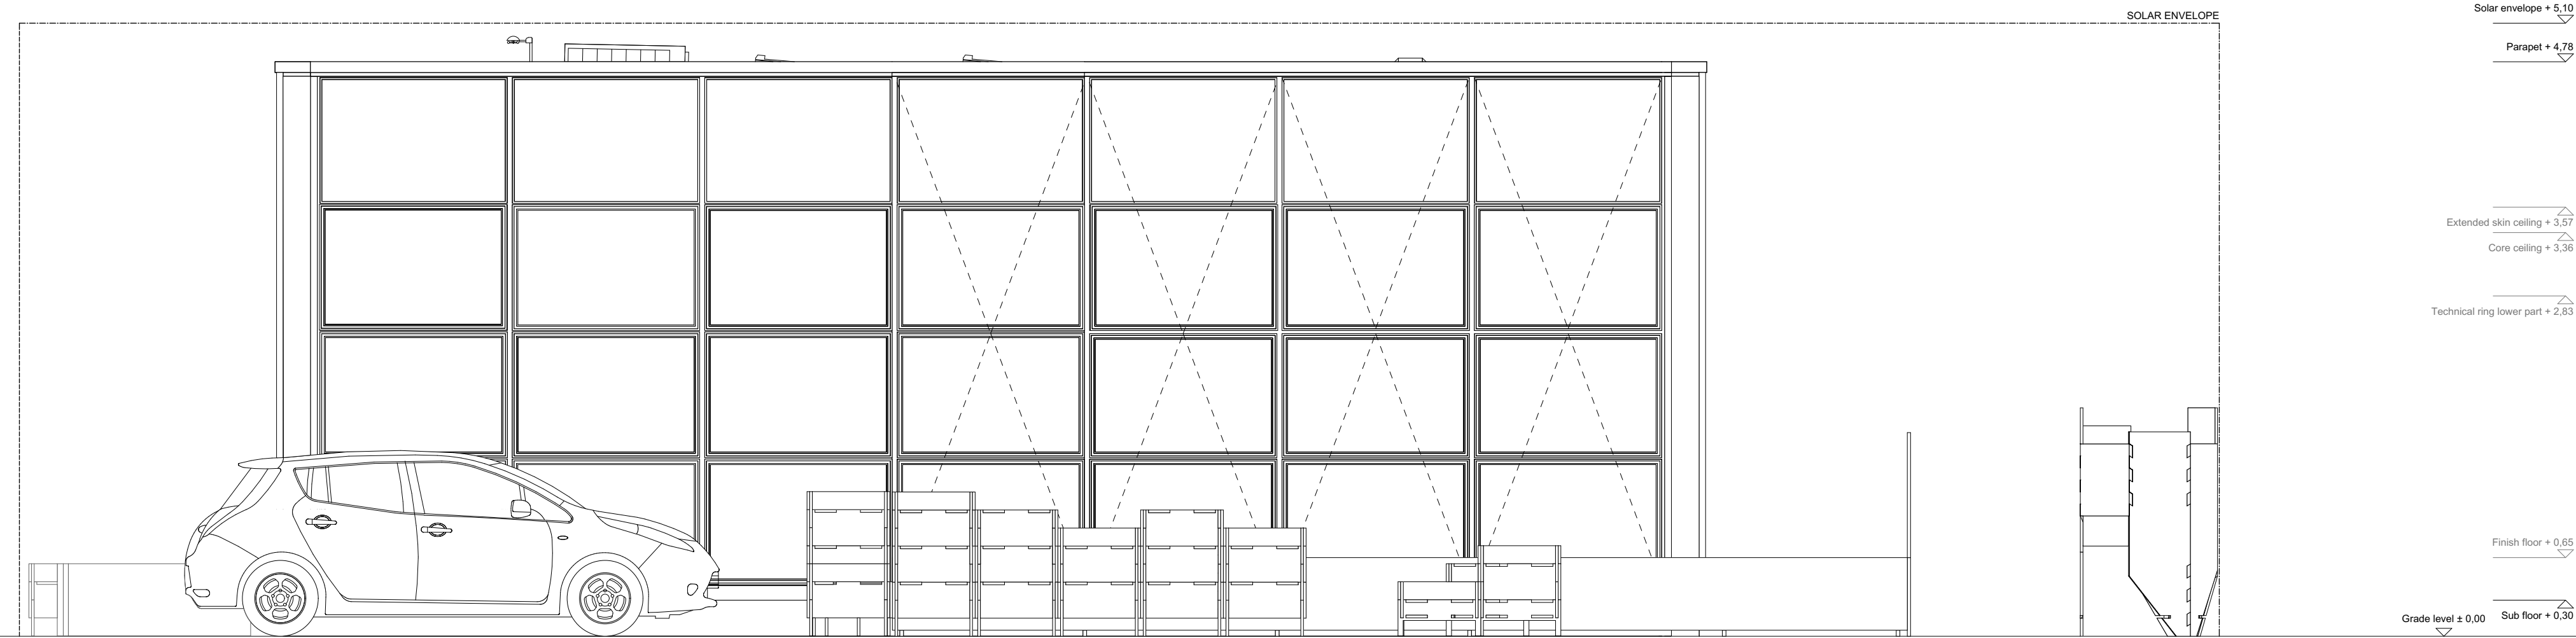 Solar envelope + 5,10
SOLAR ENVELOPE
Parapet + 4,78
Extended skin ceiling + 3,57
Core ceiling + 3,36
Technical ring lower part + 2,83
Finish floor + 0,65
Grade level ± 0,00
Sub floor + 0,30